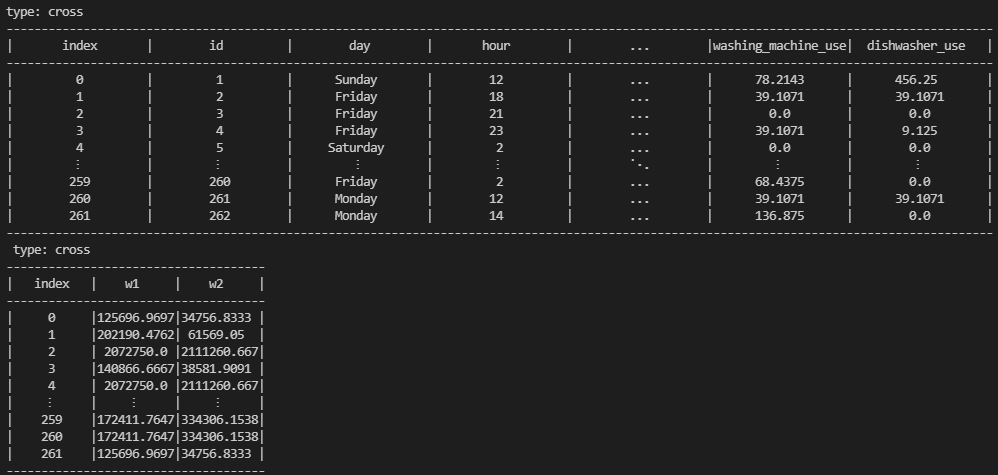 type: cross
-----------------------------------------------------------------------------------------------------------------------------------------------
| index | id | day | hour | ... |washing_machine_use| dishwasher_use |
-----------------------------------------------------------------------------------------------------------------------------------------------
| 0 | 1 | Sunday | 12 | ... | 78.2143 | 456.25 |
| 1 | 2 | Friday | 18 | ... | 39.1071 | 39.1071 |
| 2 | 3 | Friday | 21 | ... | 0.0 | 0.0 |
| 3 | 4 | Friday | 23 | ... | 39.1071 | 9.125 |
| 4 | 5 | Saturday | 2 | ... | 0.0 | 0.0 |
| ⋮ | ⋮ | ⋮ | ⋮ | ⋱ | ⋮ | ⋮ |
| 259 | 260 | Friday | 2 | ... | 68.4375 | 0.0 |
| 260 | 261 | Monday | 12 | ... | 39.1071 | 39.1071 |
| 261 | 262 | Monday | 14 | ... | 136.875 | 0.0 |
-----------------------------------------------------------------------------------------------------------------------------------------------
type: cross
-------------------------------------
| index | w1 | w2 |
-------------------------------------
| 0 |125696.9697|34756.8333 |
| 1 |202190.4762| 61569.05 |
| 2 | 2072750.0 |2111260.667|
| 3 |140866.6667|38581.9091 |
| 4 | 2072750.0 |2111260.667|
| ⋮ | ⋮ | ⋮ |
| 259 |172411.7647|334306.1538|
| 260 |172411.7647|334306.1538|
| 261 |125696.9697|34756.8333 |
-------------------------------------